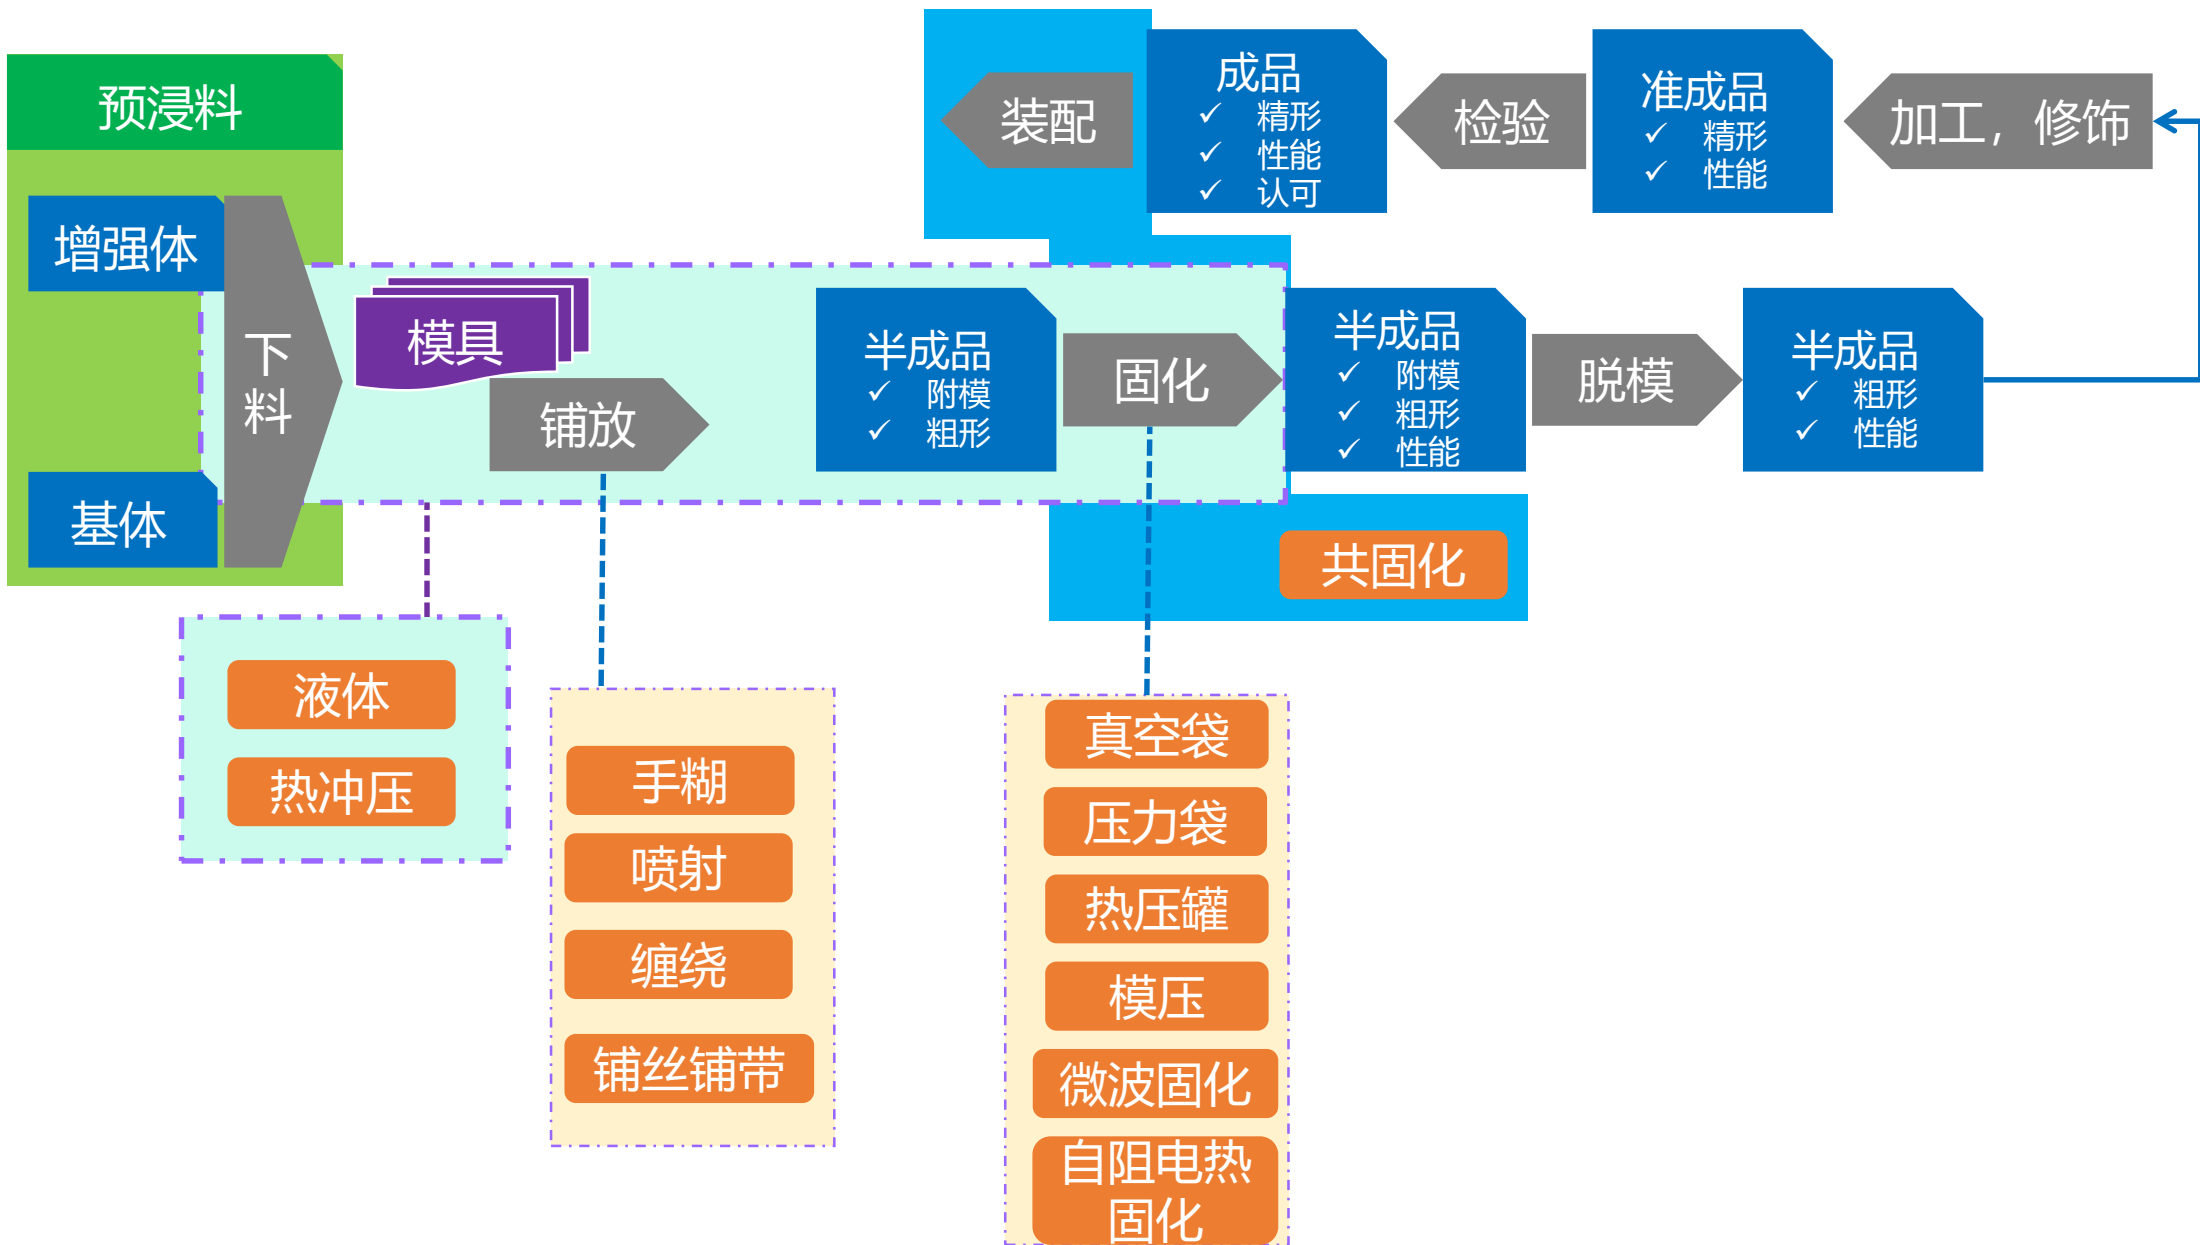 预浸料
增强体
下
料
基体
模具
铺放
半成品
✓ 附模
✓ 粗形
固化
半成品
✓ 附模
✓ 粗形
✓ 性能
脱模
半成品
✓ 粗形
✓ 性能
加工，修饰
准成品
✓ 精形
✓ 性能
检验
成品
✓ 精形
✓ 性能
✓ 认可
装配
共固化
液体
热冲压
手糊
喷射
缠绕
铺丝铺带
真空袋
压力袋
热压罐
模压
微波固化
自阻电热
固化